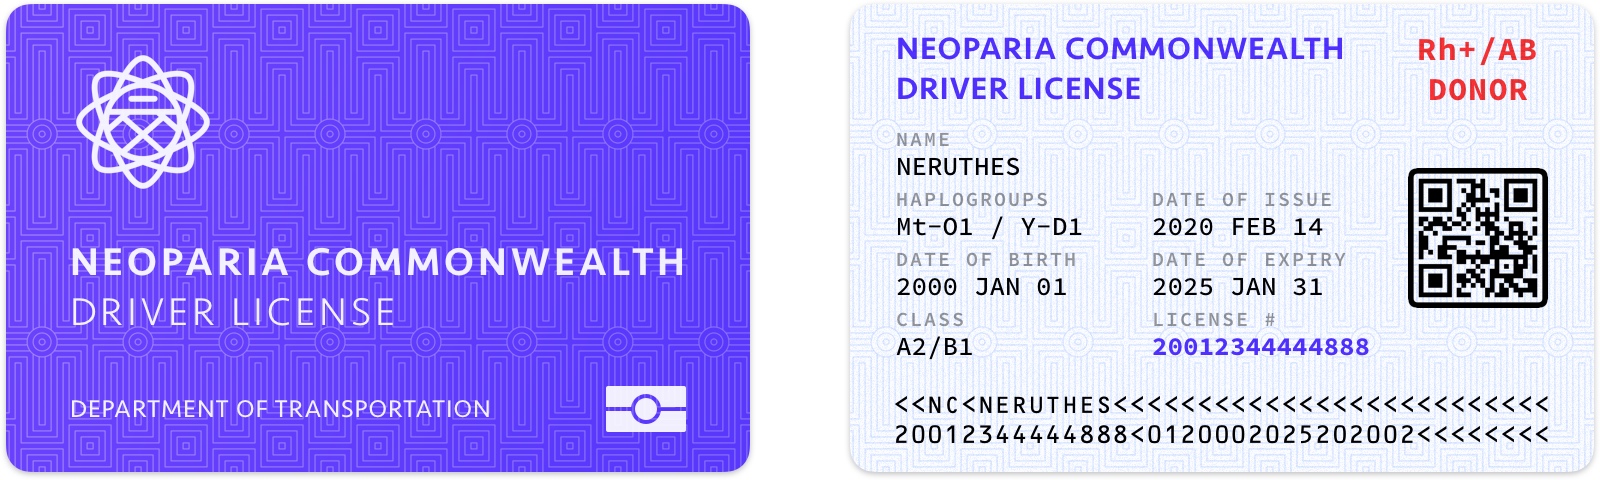 NEOPARIA COMMONWEALTH
DRIVER LICENSE
DEPARTMENT OF TRANSPORTATION
NEOPARIA COMMONWEALTH
DRIVER LICENSE
Rh+/AB
DONOR
NAME
NERUTHES
HAPLOGROUPS
Mt-O1 / Y-D1
DATE OF ISSUE
2020 FEB 14
DATE OF BIRTH
2000 JAN 01
DATE OF EXPIRY
2025 JAN 31
CLASS
A2/B1
LICENSE #
20012344444888
<<NC<NERUTHES<<<<<<<<<<<<<<<<<<<<<<<<<<
20012344444888<0120002025202002<<<<<<<<